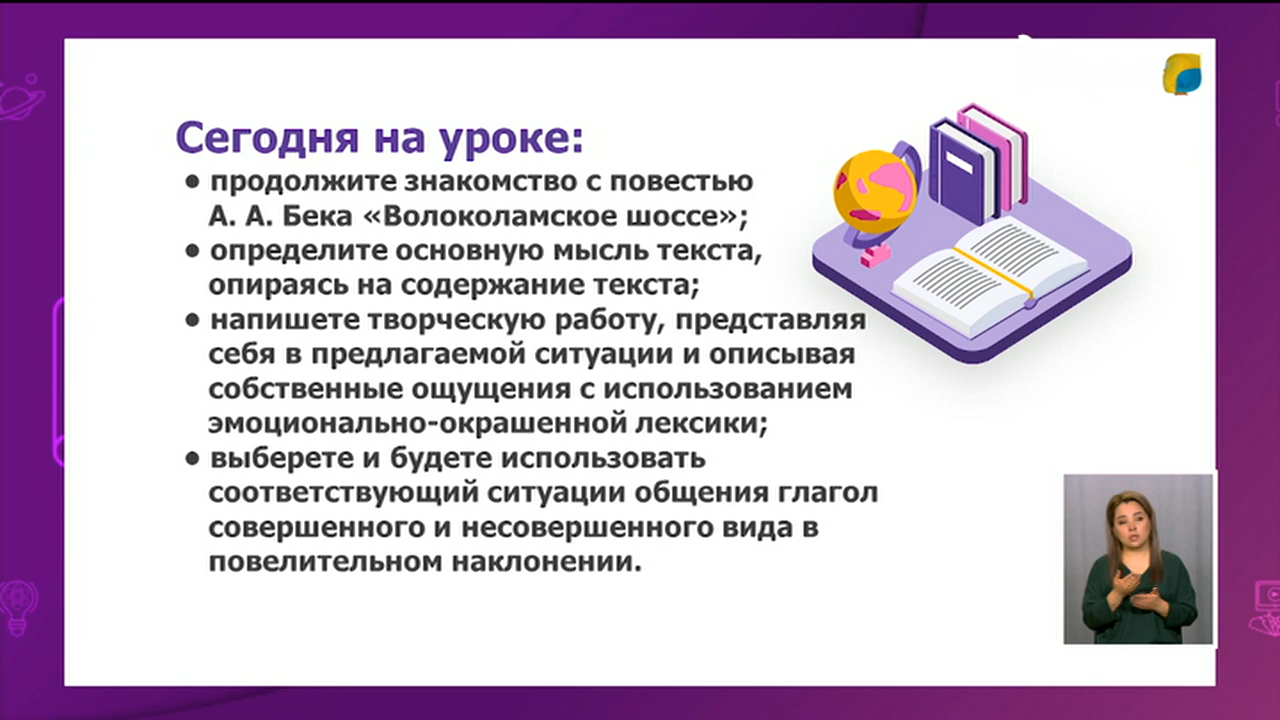 Сегодня на уроке:
• продолжите знакомство с повестью
А. А. Бека «Волоколамское шоссе»;
• определите основную мысль текста,
опираясь на содержание текста;
• напишете творческую работу, представляя
себя в предлагаемой ситуации и описывая
собственные ощущения с использованием
эмоционально-окрашенной лексики;
• выберете и будете использовать
соответствующий ситуации общения глагол
совершенного и несовершенного вида в
повелительном наклонении.